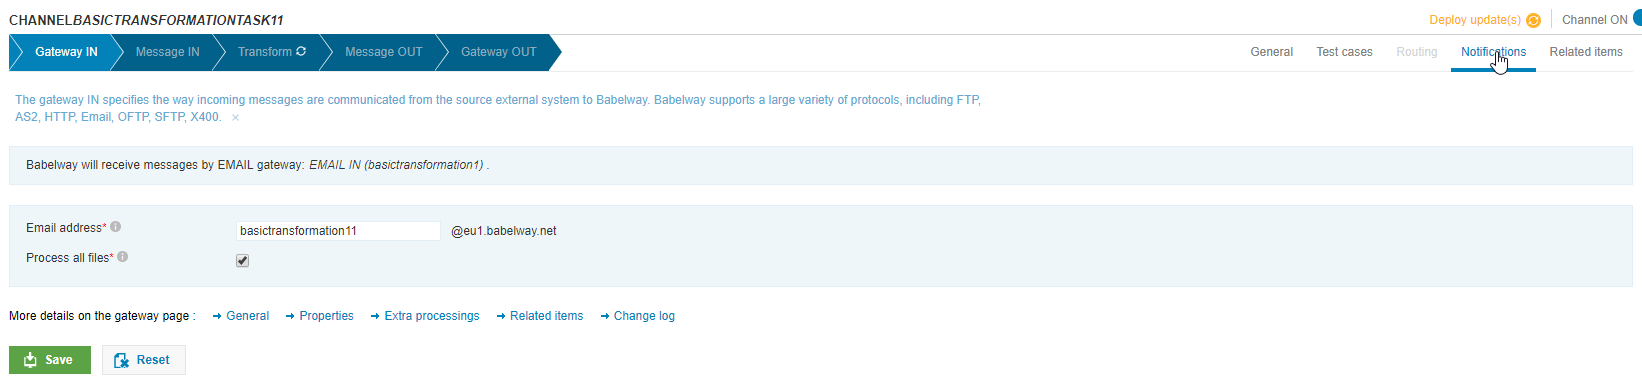 CHANNELBASICTRANSFORMATIONTASK11
Deploy update(s) Channel ON
Gateway IN Message IN Transform Message OUT Gateway OUT General Test cases Routing Notifications Related items
The gateway IN specifies the way incoming messages are communicated from the source external system to Babelway. Babelway supports a large variety of protocols, including FTP,
AS2, HTTP, Email, OFTP, SFTP, X400. ×
Babelway will receive messages by EMAIL gateway: EMAIL IN (basictransformation1) .
Email address* basictransformation11 @eu1.babelway.net
Process all files*
More details on the gateway page : General Properties Extra processings Related items Change log
Save Reset